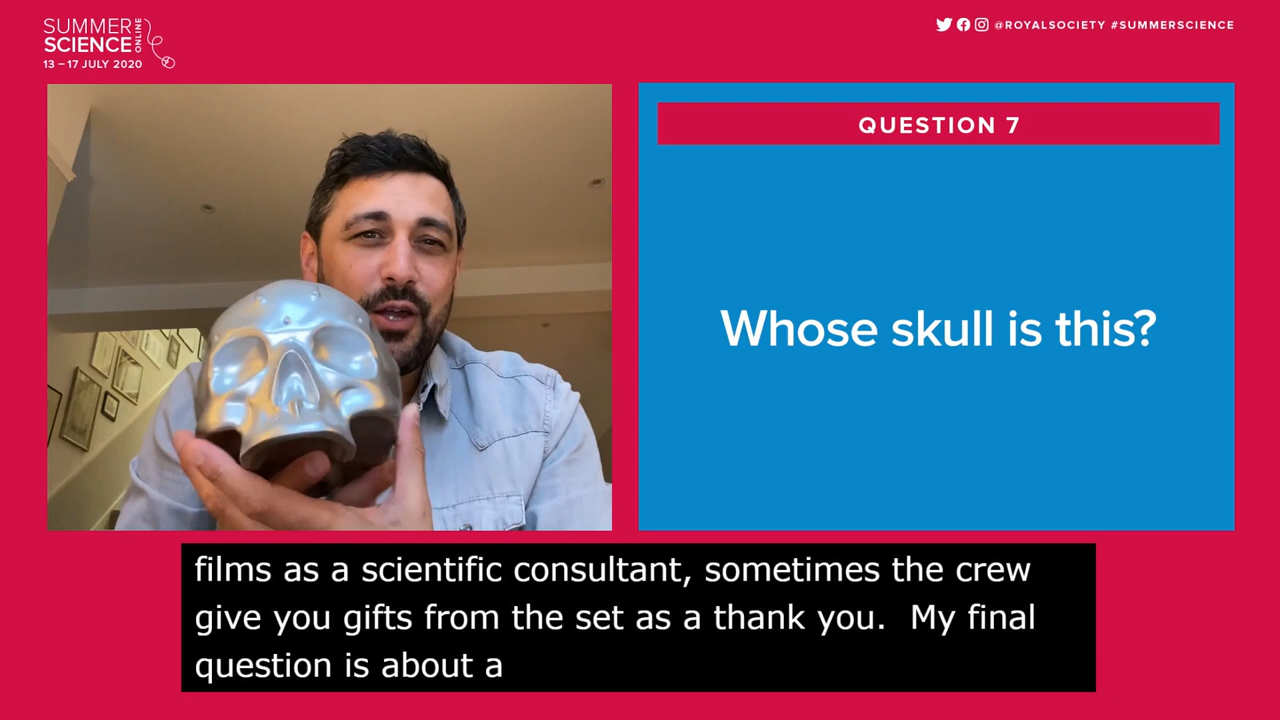 SUMMER
SCIENCE
ONLINE
13 – 17 JULY 2020
@ROYALSOCIETY #SUMMERSCIENCE
QUESTION 7
Whose skull is this?
films as a scientific consultant, sometimes the crew
give you gifts from the set as a thank you.  My final
question is about a